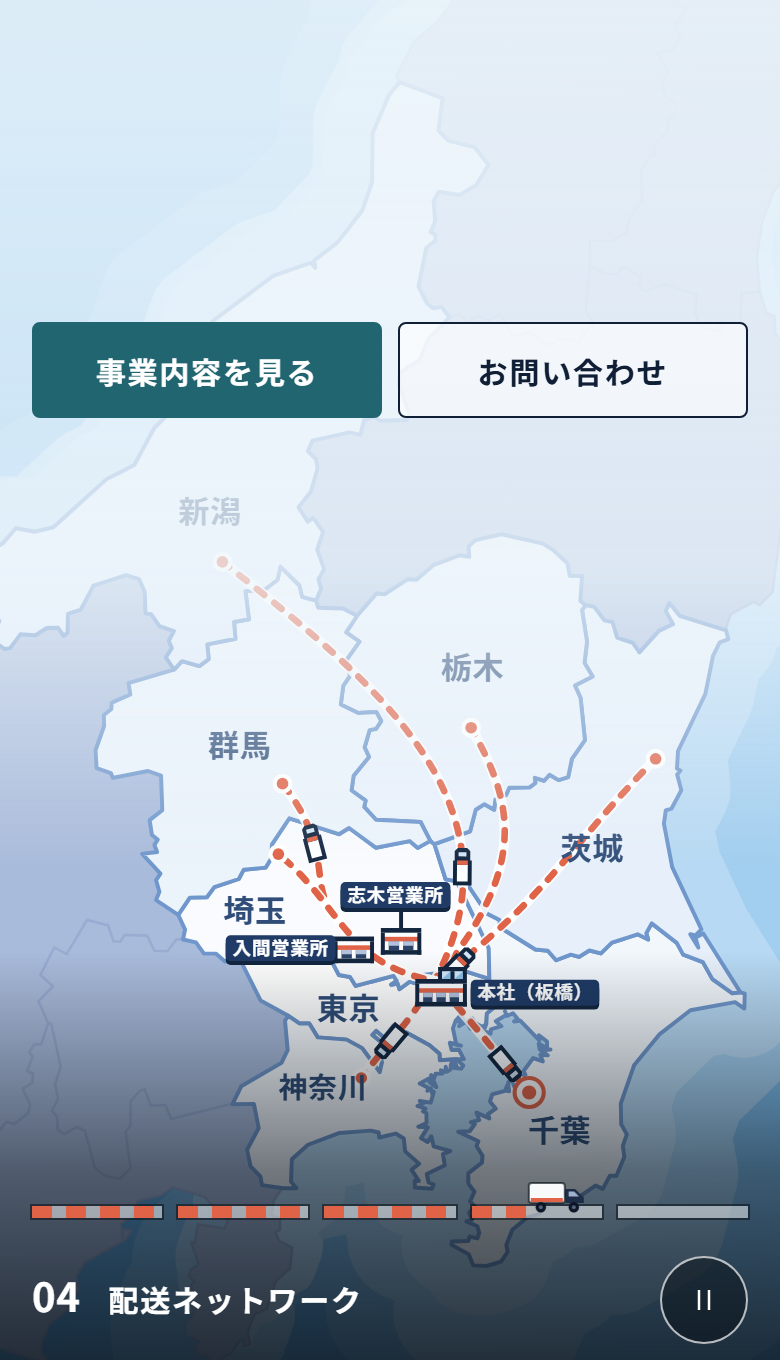 事業内容を見る
お問い合わせ
新潟
栃木
群馬
茨城
志木営業所
埼玉
入間営業所
本社（板橋）
東京
神奈川
千葉
04 配送ネットワーク